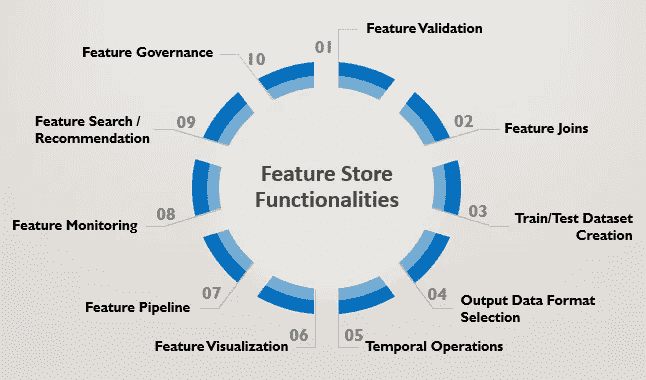 Feature Store
Functionalities
01
Feature Validation
02
Feature Joins
03
Train/Test Dataset
Creation
04
Output Data Format
Selection
05
Temporal Operations
06
Feature Visualization
07
Feature Pipeline
08
Feature Monitoring
09
Feature Search /
Recommendation
10
Feature Governance